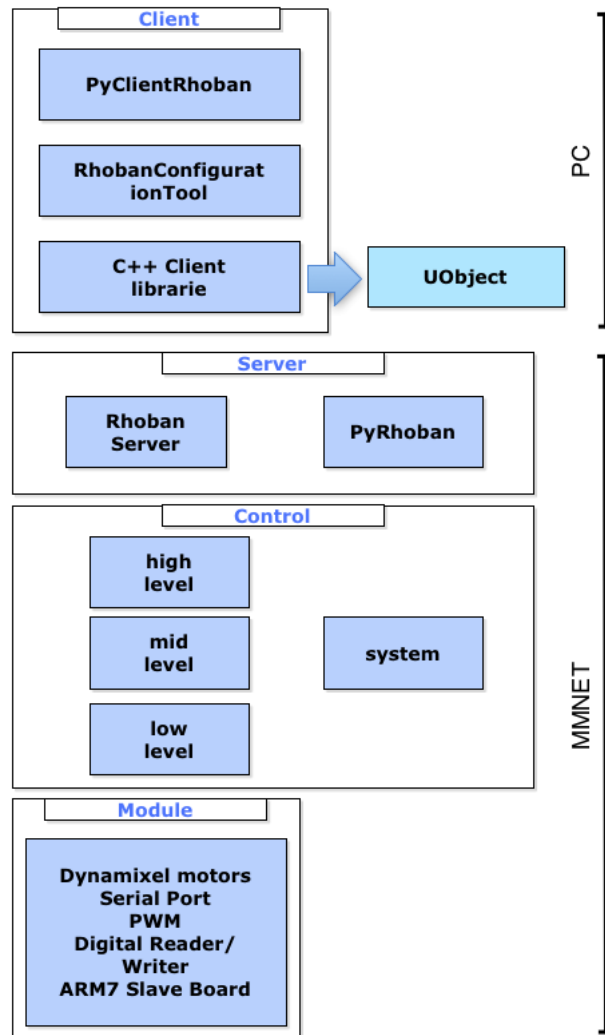 Client
PyClientRhoban
RhobanConfigurat
ionTool
C++ Client
librarie
UObject
PC
Server
Rhoban
Server
PyRhoban
Control
high
level
mid
level
system
low
level
MMNET
Module
Dynamixel motors
Serial Port
PWM
Digital Reader/
Writer
ARM7 Slave Board